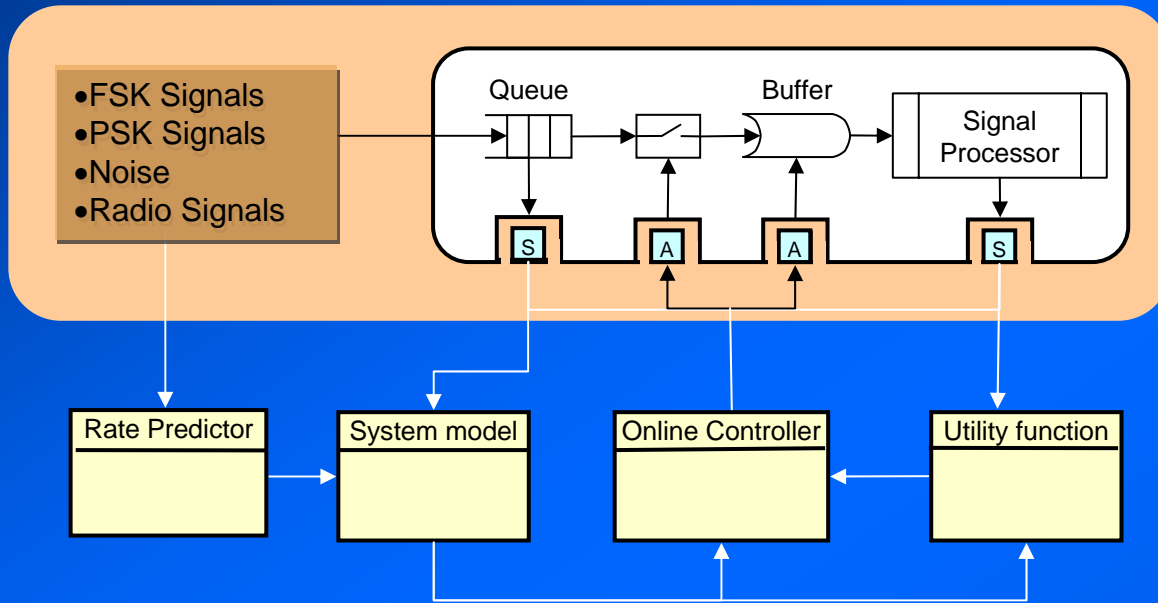 •FSK Signals
•PSK Signals
•Noise
•Radio Signals
Queue
Buffer
Signal
Processor
S
A
A
S
Rate Predictor
System model
Online Controller
Utility function